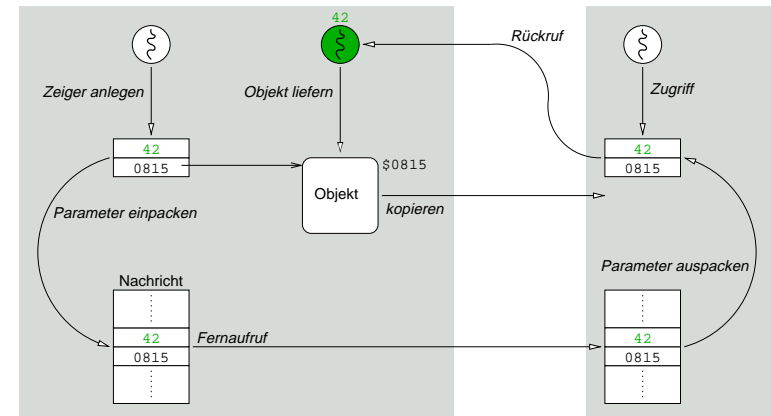 42
Rückruf
Zeiger anlegen
Objekt liefern
Zugriff
42
0815
$0815
42
0815
Objekt
Parameter einpacken
kopieren
Parameter auspacken
Nachricht
42
0815
Fernaufruf
42
0815